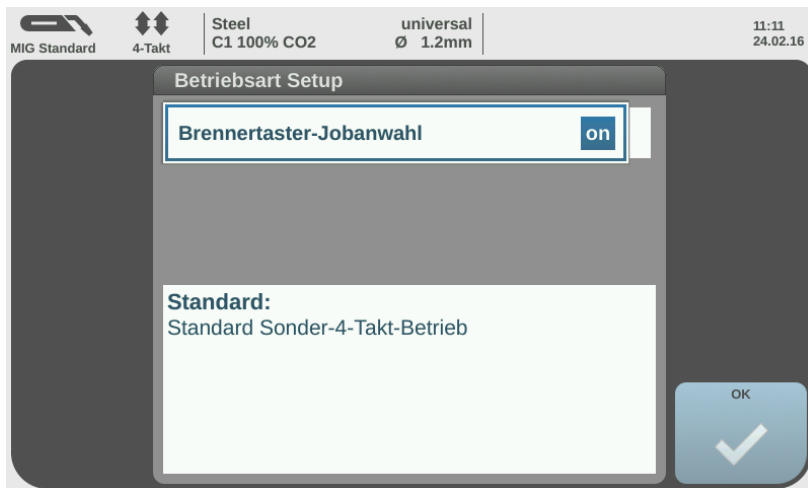 MIG Standard
4-Takt
Steel
C1 100% CO2
universal
Ø 1.2mm
11:11
24.02.16
Betriebsart Setup
Brennertaster-Jobanwahl
on
Standard:
Standard Sonder-4-Takt-Betrieb
OK